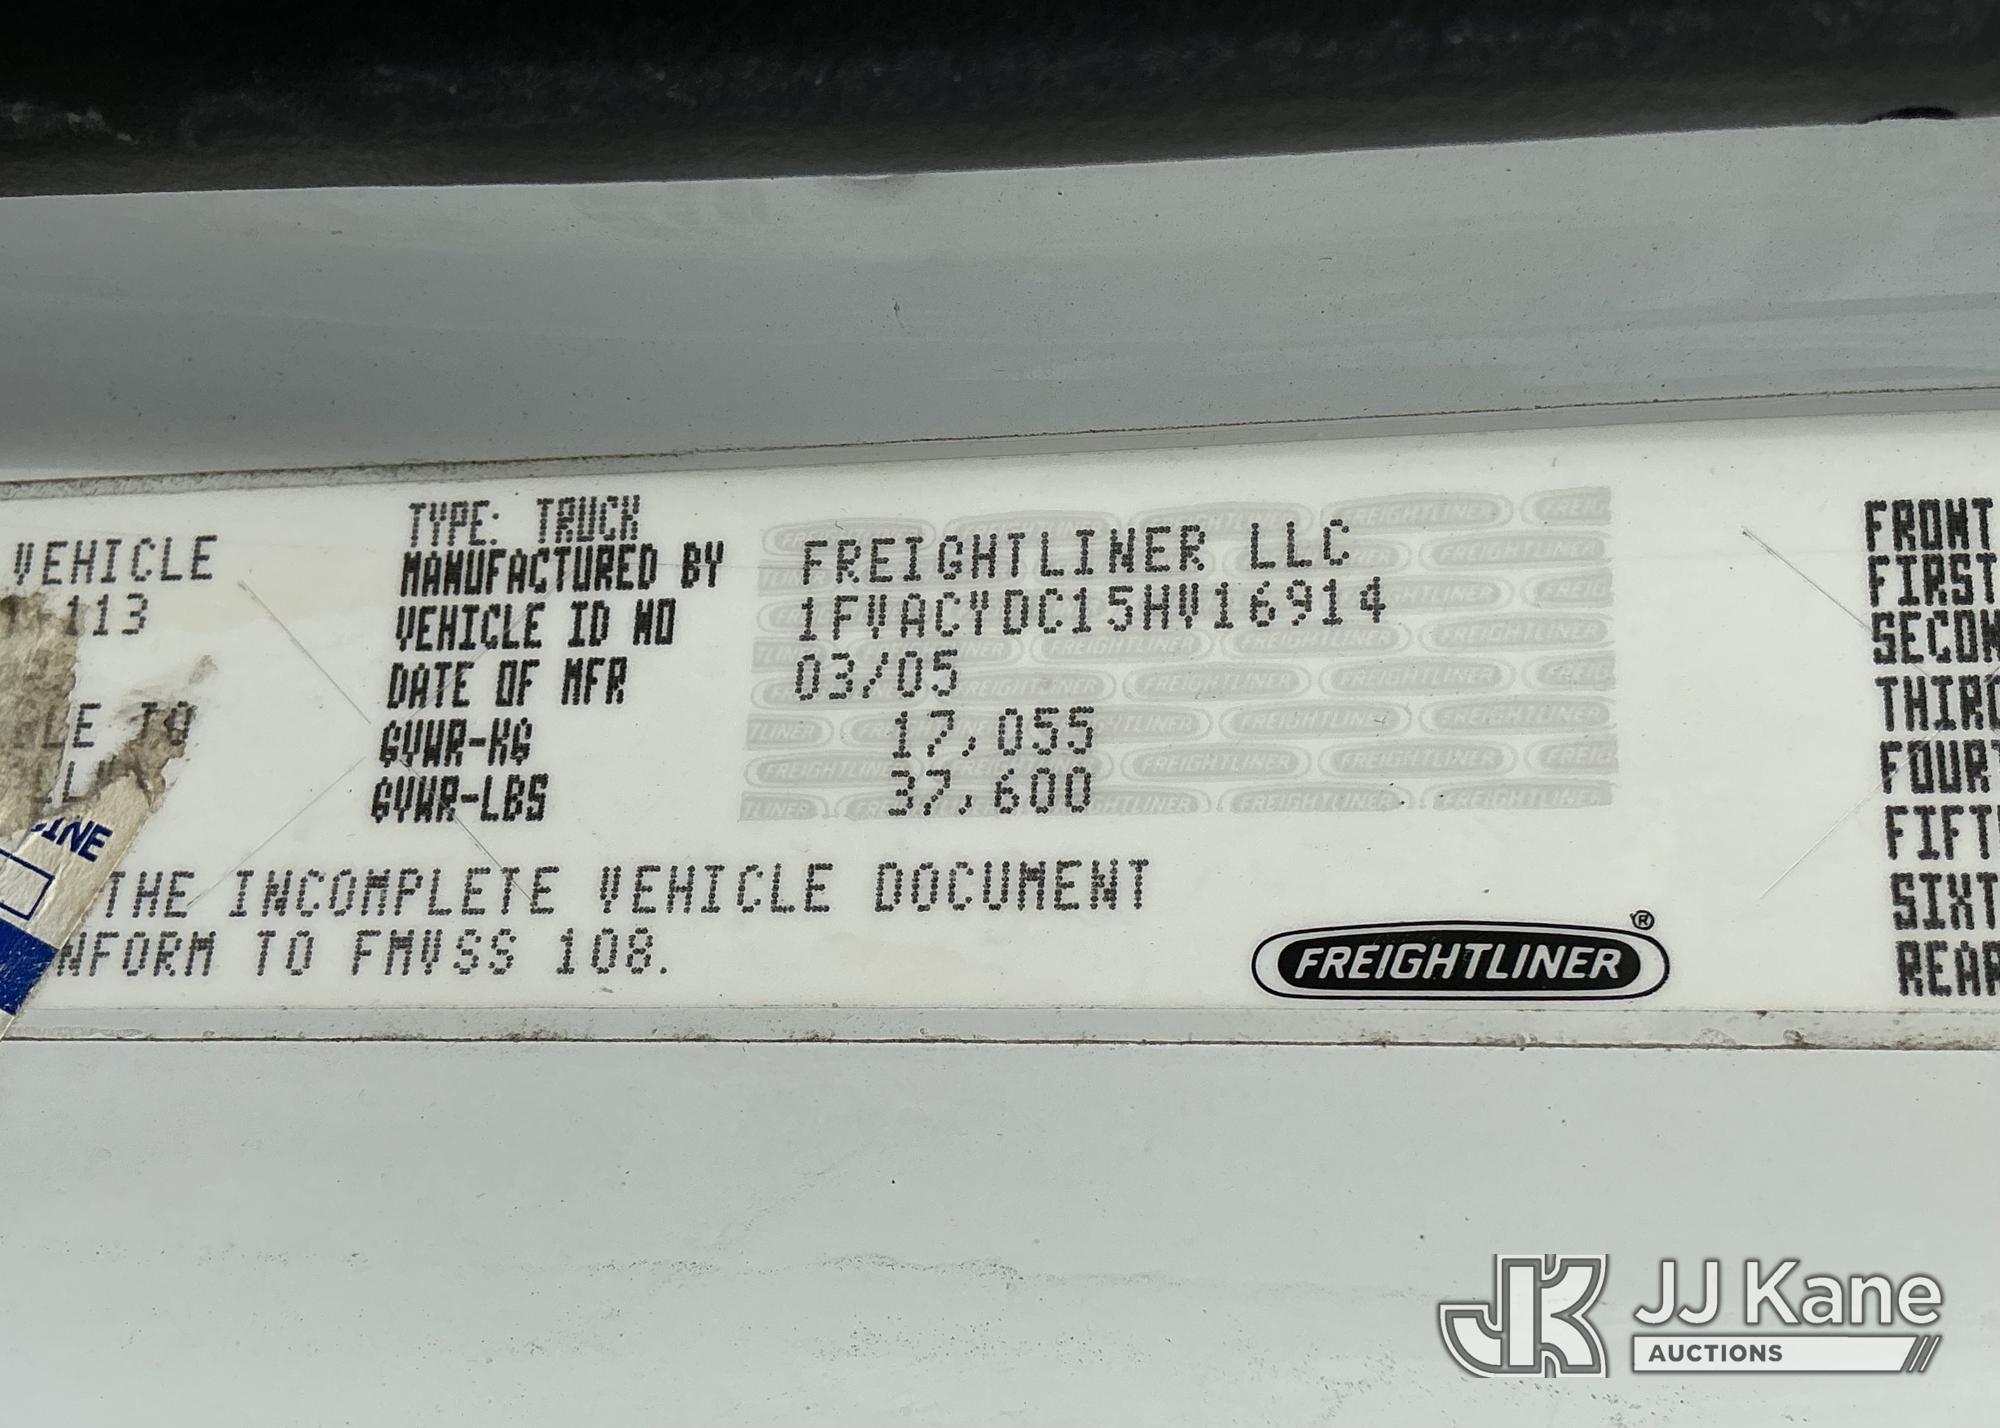 TYPE: TRUCK
VEHICLE
MANUFACTURED BY FREIGHTLINER LLC
113
VEHICLE ID NO 1FVACYDC15HV16914
DATE OF MFR 03/05
GVWR-KG 17,055
GVWR-LBS 37,600
THE INCOMPLETE VEHICLE DOCUMENT
NFORM TO FMVSS 108.
FREIGHTLINER®
FRONT
FIRST
SECON
THIRD
FOURT
FIFT
SIXT
REAR
JK JJ Kane
AUCTIONS